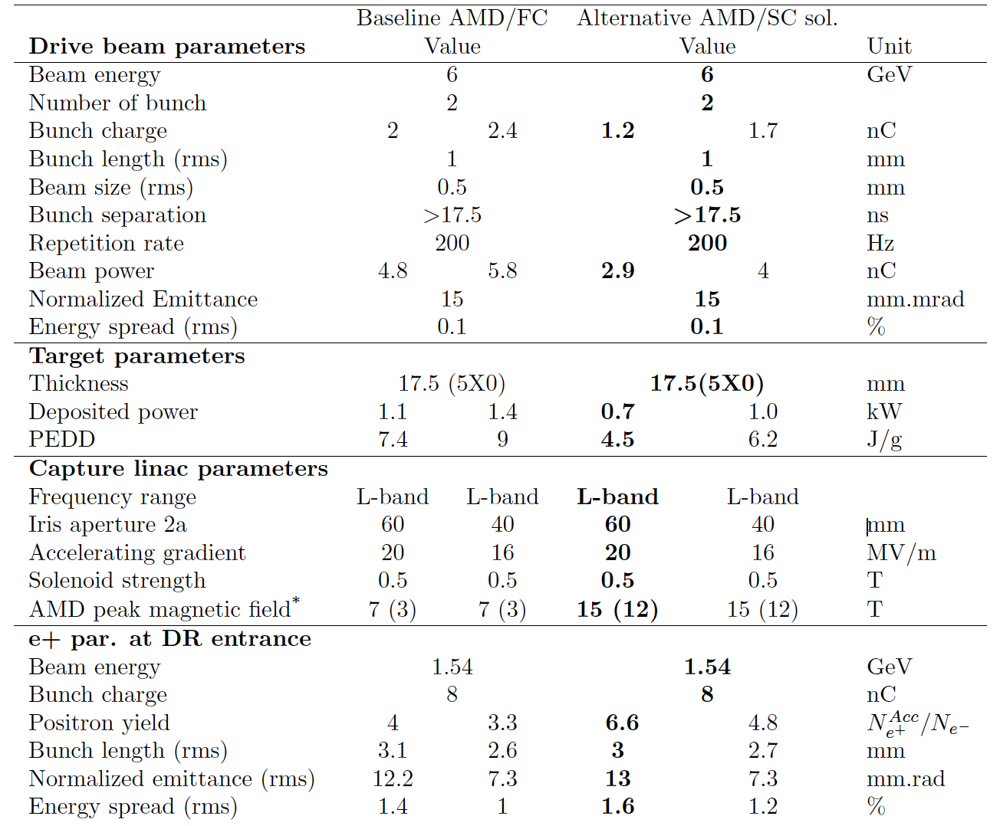 Baseline AMD/FC Alternative AMD/SC sol.
Drive beam parameters Value Value Unit
Beam energy 6 6 GeV
Number of bunch 2 2
Bunch charge 2 2.4 1.2 1.7 nC
Bunch length (rms) 1 1 mm
Beam size (rms) 0.5 0.5 mm
Bunch separation >17.5 >17.5 ns
Repetition rate 200 200 Hz
Beam power 4.8 5.8 2.9 4 nC
Normalized Emittance 15 15 mm.mrad
Energy spread (rms) 0.1 0.1 %
Target parameters
Thickness 17.5 (5X0) 17.5(5X0) mm
Deposited power 1.1 1.4 0.7 1.0 kW
PEDD 7.4 9 4.5 6.2 J/g
Capture linac parameters
Frequency range L-band L-band L-band L-band
Iris aperture 2a 60 40 60 40 mm
Accelerating gradient 20 16 20 16 MV/m
Solenoid strength 0.5 0.5 0.5 0.5 T
AMD peak magnetic field* 7 (3) 7 (3) 15 (12) 15 (12) T
e+ par. at DR entrance
Beam energy 1.54 1.54 GeV
Bunch charge 8 8 nC
Positron yield 4 3.3 6.6 4.8 $N_{e^+}^{Acc}/N_{e^-}$
Bunch length (rms) 3.1 2.6 3 2.7 mm
Normalized emittance (rms) 12.2 7.3 13 7.3 mm.rad
Energy spread (rms) 1.4 1 1.6 1.2 %